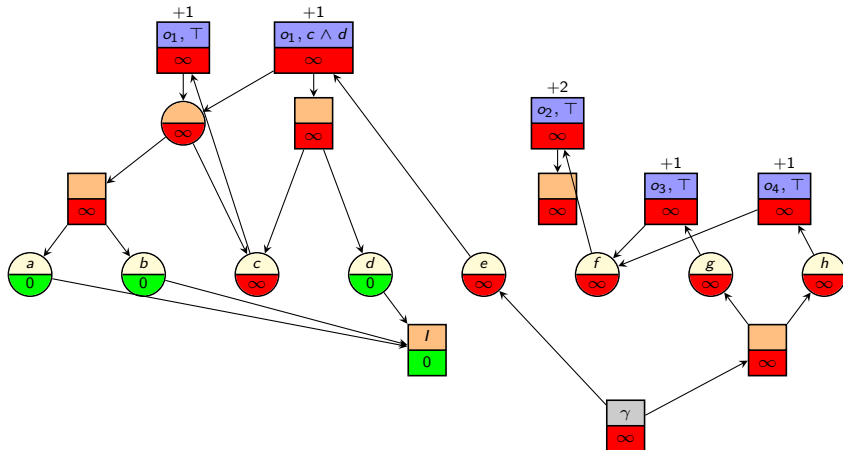 +1 +1
o₁, ⊤ o₁, c ∧ d
∞ ∞
+2
o₂, ⊤
∞ ∞ ∞
+1 +1
o₃, ⊤ o₄, ⊤
∞ ∞ ∞ ∞
a b c d e f g h
0 0 ∞ 0 ∞ ∞ ∞ ∞
I
0 ∞
γ
∞